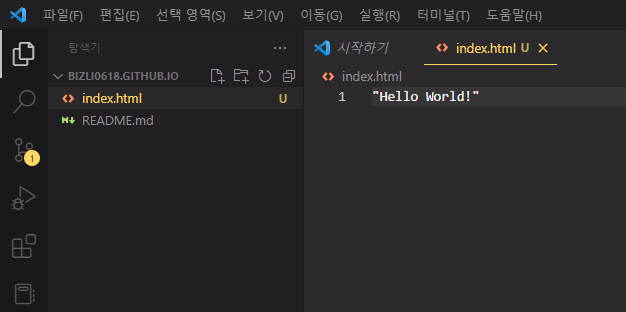 파일(F) 편집(E) 선택 영역(S) 보기(V) 이동(G) 실행(R) 터미널(T) 도움말(H)
탐색기 ···
시작하기 index.html U
BIZLI0618.GITHUB.IO
index.html
index.html U
1 "Hello World!"
README.md
1